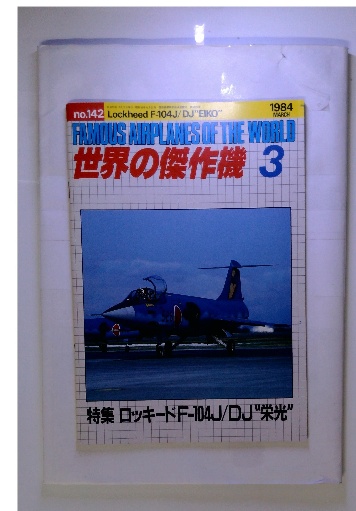 no.142 Lockheed F-104J/DJ "EIKO"
1984
MARCH
FAMOUS AIRPLANES OF THE WORLD
世界の傑作機 3
特集 ロッキードF-104J/DJ "栄光"